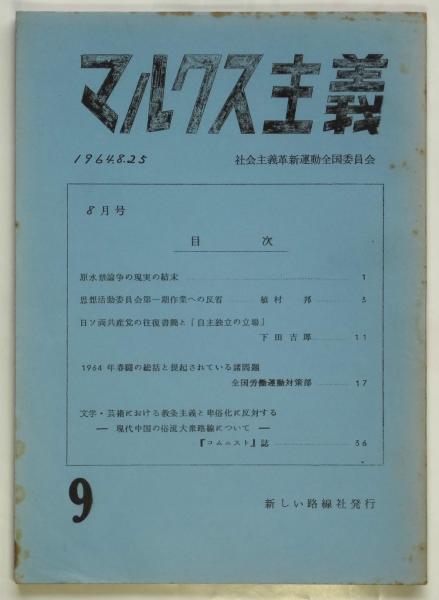 マルクス主義
1964.8.25 社会主義革新運動全国委員会
8月号
目 次
原水禁論争の現実の結末 1
思想活動委員会第一期作業への反省 植村 邦 3
日ソ両共産党の往復書簡と「自主独立の立場」
下田吉郎 11
1964年春闘の総括と提起されている諸問題
全国労働運動対策部 17
文学・芸術における教条主義と卑俗化に反対する
― 現代中国の俗流大衆路線について ―
『コムニスト』誌 36
9 新しい路線社発行